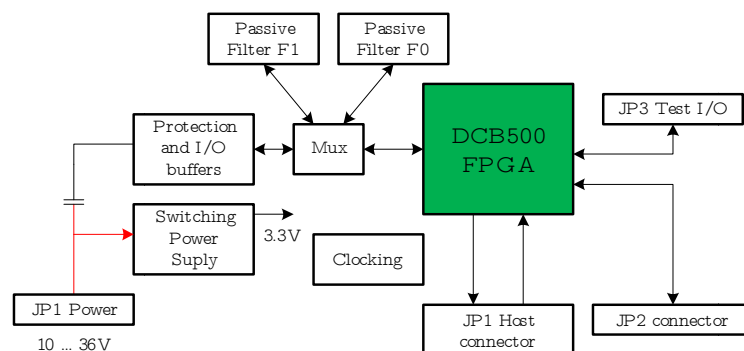 Passive
Filter F1
Passive
Filter F0
Protection
and I/O
buffers
Mux
DCB500
FPGA
JP3 Test I/O
Switching
Power
Suply
3.3V
Clocking
JP1 Power
10 ... 36V
JP1 Host
connector
JP2 connector